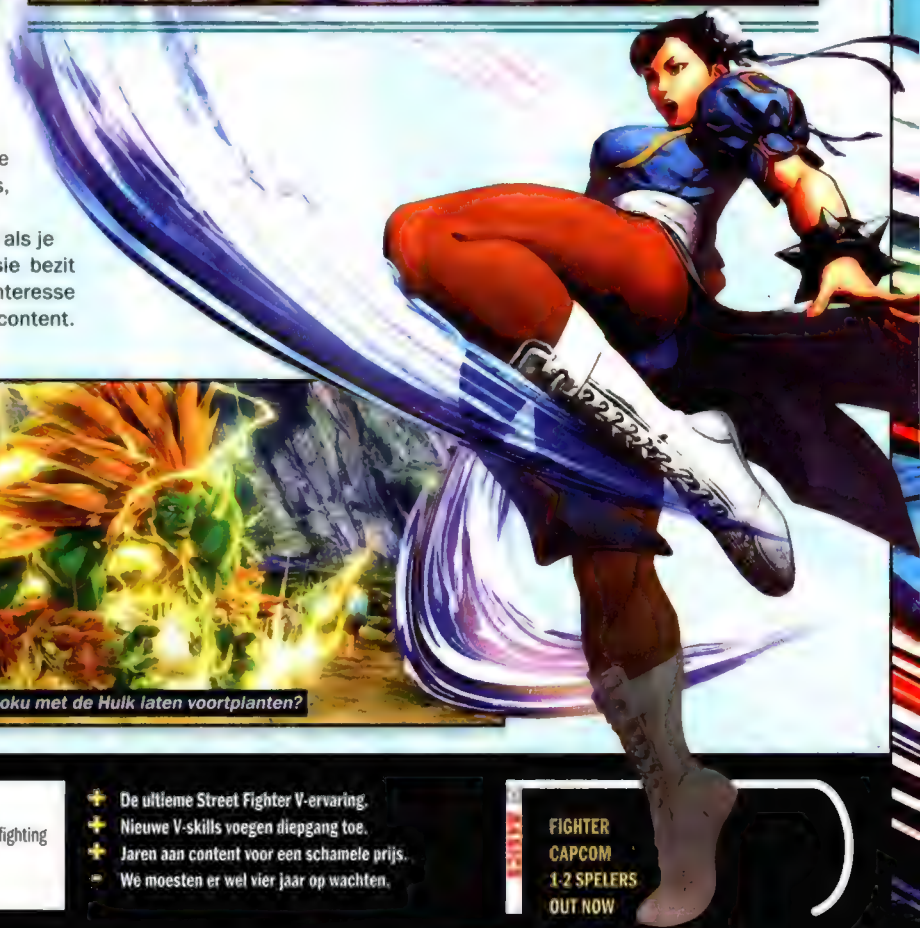 als je
sie bezit
nteresse
content.
oku met de Hulk laten voortplanten?
fighting
+ De ultieme Street Fighter V-ervaring.
+ Nieuwe V-skills voegen diepgang toe.
+ Jaren aan content voor een schamele prijs.
- We moesten er wel vier jaar op wachten.
FIGHTER
CAPCOM
1-2 SPELERS
OUT NOW